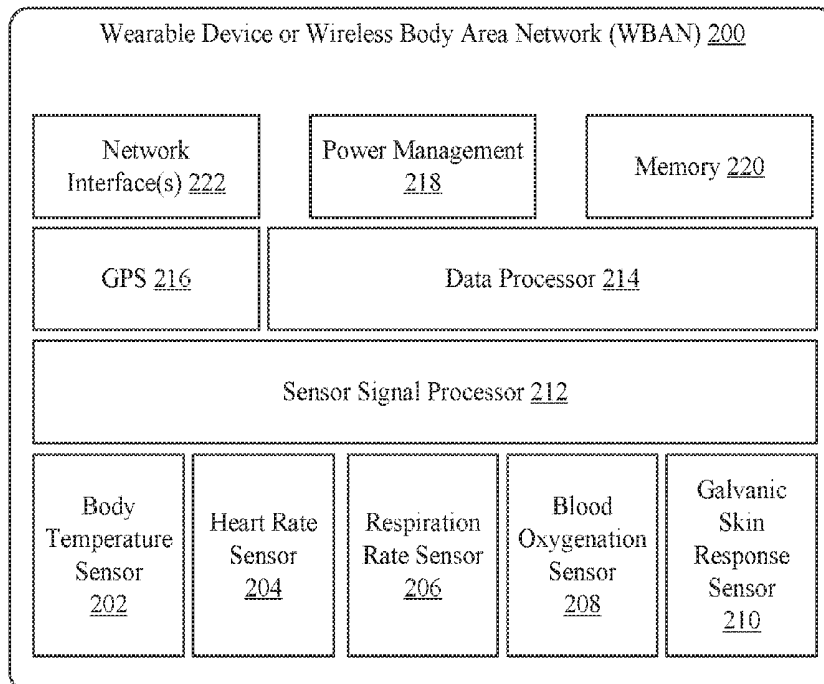 Wearable Device or Wireless Body Area Network (WBAN) 200
Network
Interface(s) 222
Power Management
218
Memory 220
GPS 216
Data Processor 214
Sensor Signal Processor 212
Body
Temperature
Sensor
202
Heart Rate
Sensor
204
Respiration
Rate Sensor
206
Blood
Oxygenation
Sensor
208
Galvanic
Skin
Response
Sensor
210